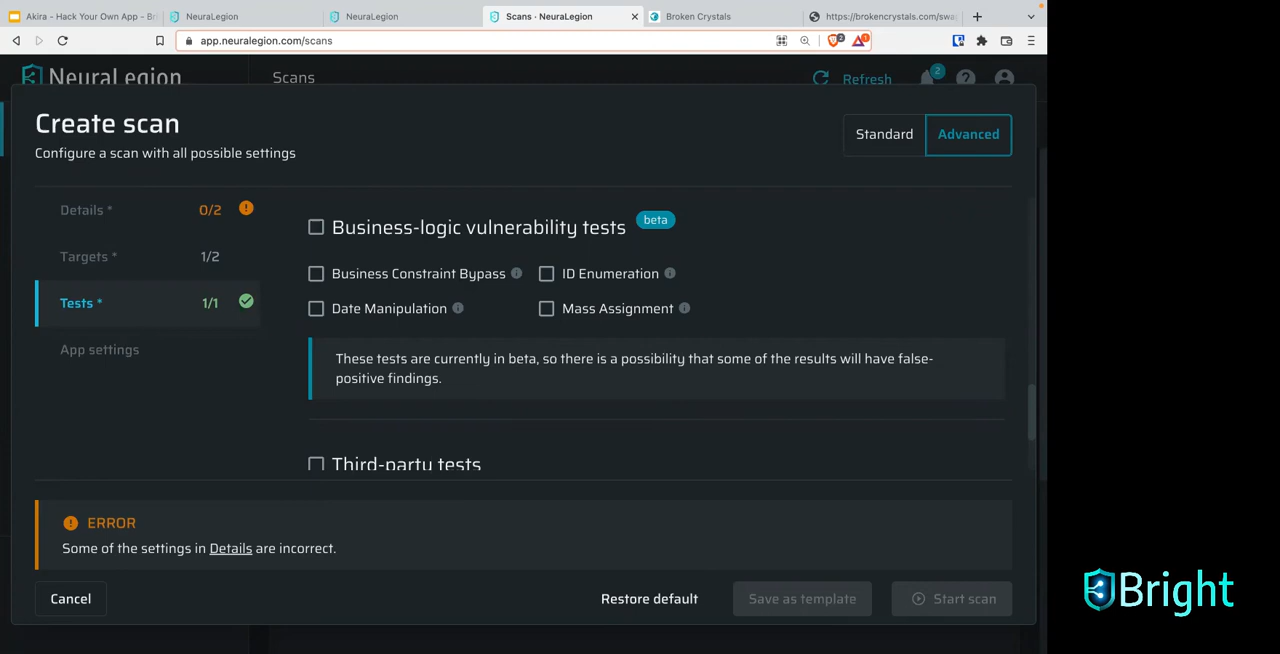 Akira - Hack Your Own App - Br
NeuraLegion
NeuraLegion
Scans · NeuraLegion
Broken Crystals
https://brokencrystals.com/swa
app.neuralegion.com/scans
2
1
NeuraLegion
Scans
Refresh
2
Create scan
Configure a scan with all possible settings
Standard
Advanced
Details * 0/2
Targets * 1/2
Tests * 1/1
App settings
Business-logic vulnerability tests beta
Business Constraint Bypass
ID Enumeration
Date Manipulation
Mass Assignment
These tests are currently in beta, so there is a possibility that some of the results will have false-
positive findings.
Third-party tests
ERROR
Some of the settings in Details are incorrect.
Cancel
Restore default
Save as template
Start scan
Bright